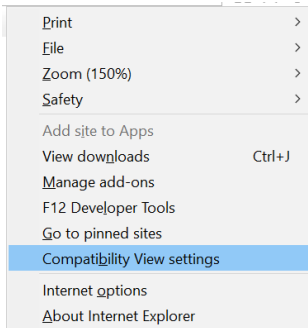 Print
File
Zoom (150%)
Safety
Add site to Apps
View downloads Ctrl+J
Manage add-ons
F12 Developer Tools
Go to pinned sites
Compatibility View settings
Internet options
About Internet Explorer